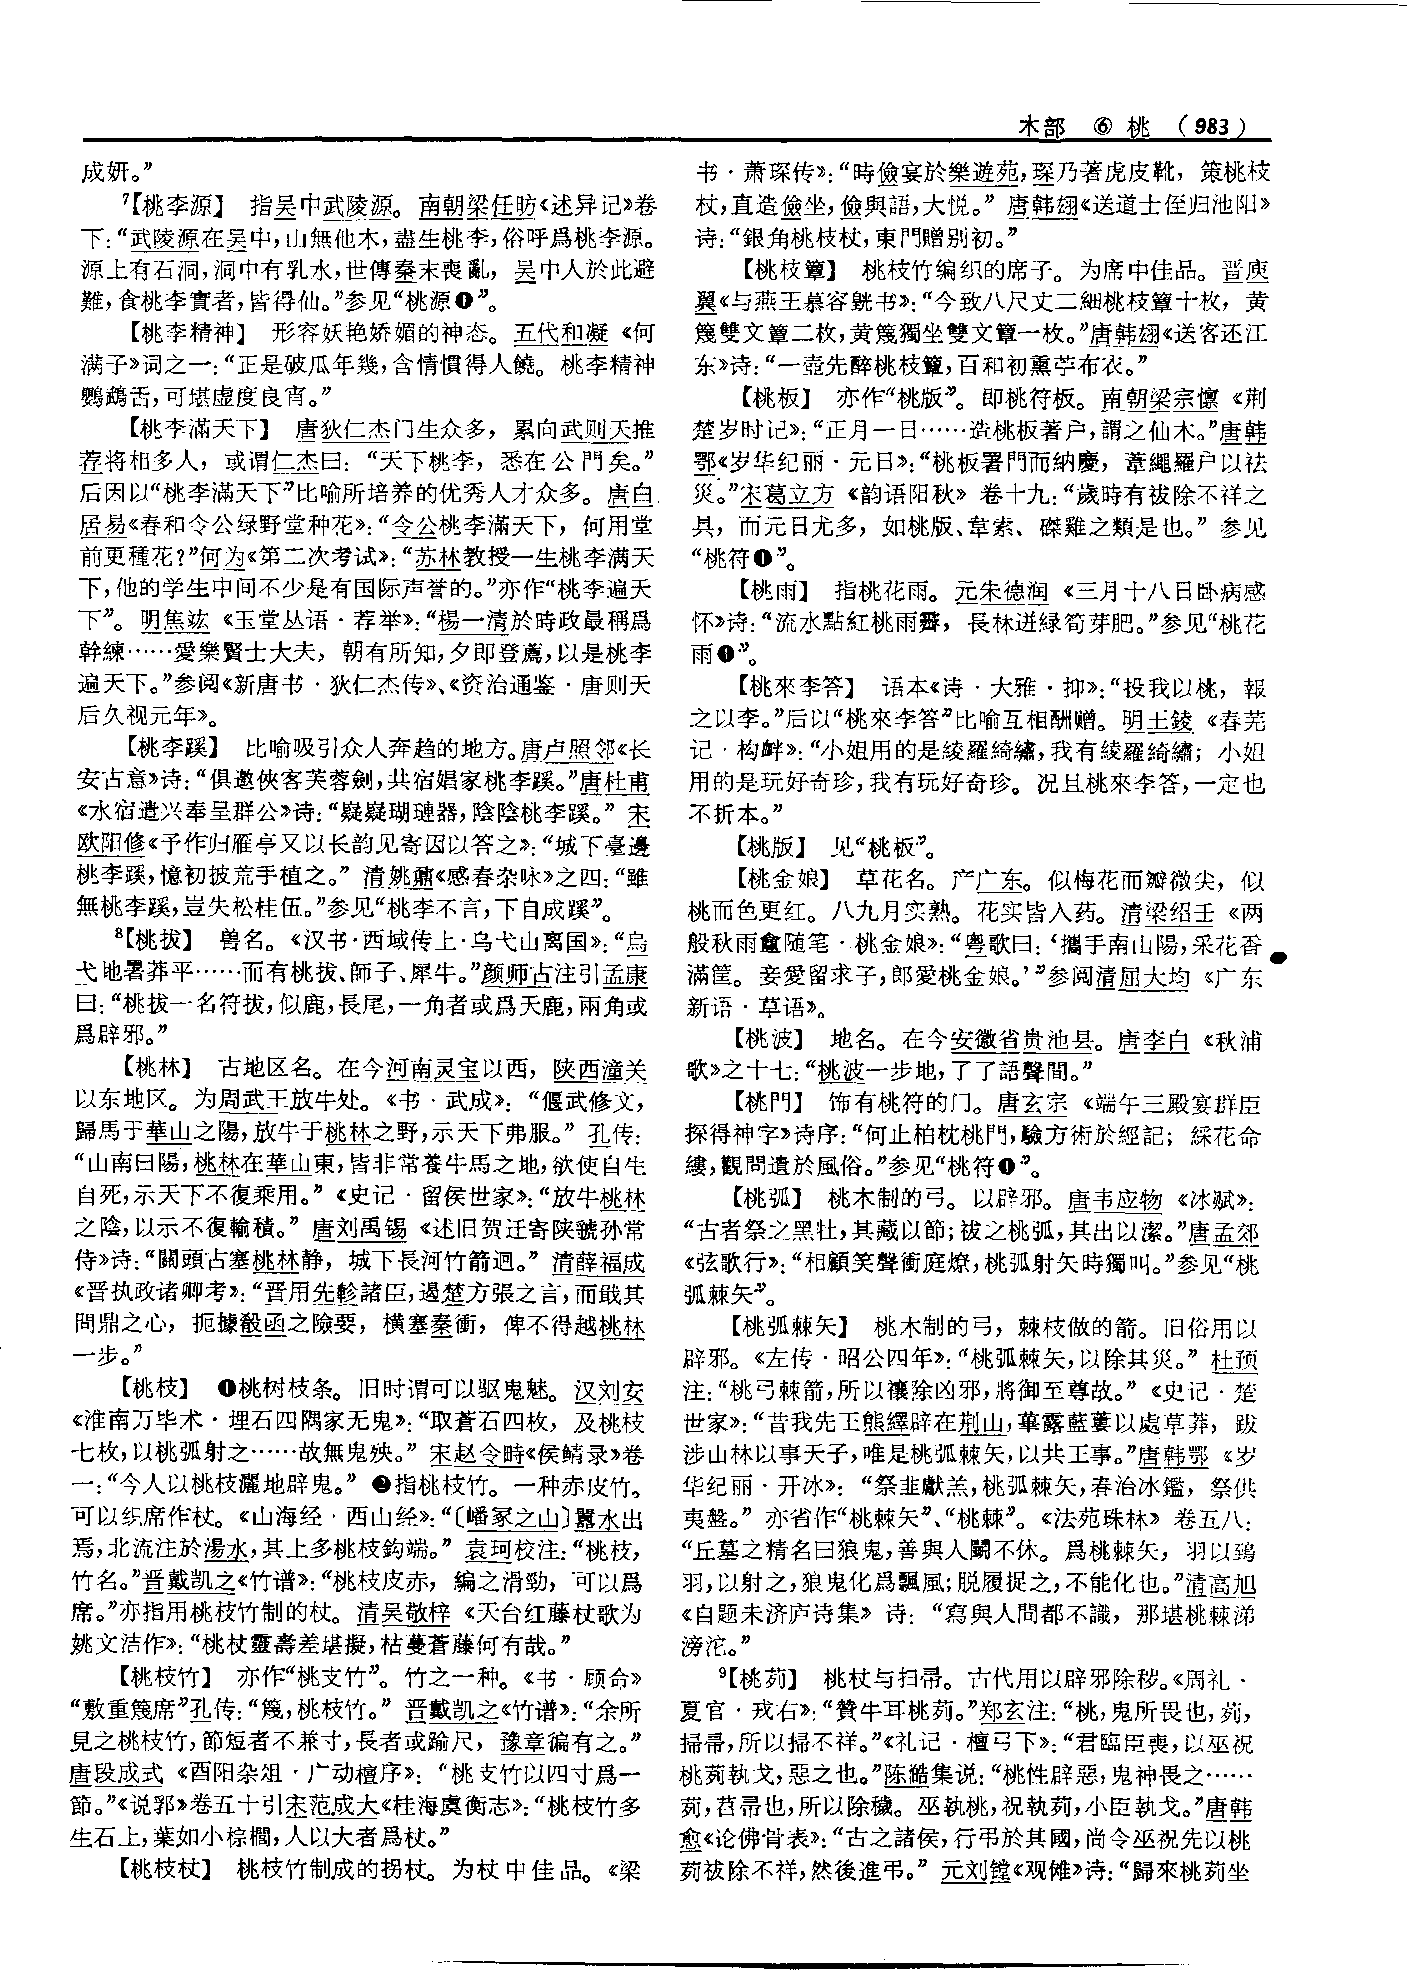 木部 ⑥ 桃 (983)
成妍。”
⁷【桃李源】 指吴中武陵源。南朝梁任昉《述异记》卷
下：“武陵源在吴中，山無他木，盡生桃李，俗呼爲桃李源。
源上有石洞，洞中有乳水，世傳秦末喪亂，吴中人於此避
難，食桃李實者，皆得仙。”参见“桃源❶”。
【桃李精神】 形容妖艳娇媚的神态。五代和凝《何
满子》词之一：“正是破瓜年幾，含情慣得人饒。桃李精神
鸚鵡舌，可堪虚度良宵。”
【桃李满天下】 唐狄仁杰门生众多，累向武则天推
荐将相多人，或谓仁杰曰：“天下桃李，悉在公門矣。”
后因以“桃李满天下”比喻所培养的优秀人才众多。唐白
居易《春和令公绿野堂种花》：“令公桃李滿天下，何用堂
前更種花？”何为《第二次考试》：“苏林教授一生桃李满天
下，他的学生中间不少是有国际声誉的。”亦作“桃李遍天
下”。明焦竑《玉堂丛语·荐举》：“楊一清於時政最稱爲
幹練……愛樂賢士大夫，朝有所知，夕即登薦，以是桃李
遍天下。”参阅《新唐书·狄仁杰传》、《资治通鉴·唐则天
后久视元年》。
【桃李蹊】 比喻吸引众人奔趋的地方。唐卢照邻《长
安古意》诗：“俱邀俠客芙蓉劍，共宿娼家桃李蹊。”唐杜甫
《水宿遣兴奉呈群公》诗：“嶷嶷瑚璉器，陰陰桃李蹊。”宋
欧阳修《予作归雁亭又以长韵见寄因以答之》：“城下臺邊
桃李蹊，憶初披荒手植之。”清姚鼐《感春杂咏》之四：“雖
無桃李蹊，豈失松桂伍。”参见“桃李不言，下自成蹊”。
⁸【桃拔】 兽名。《汉书·西域传上·乌弋山离国》：“烏
弋地暑莽平……而有桃拔、師子、犀牛。”颜师古注引孟康
曰：“桃拔一名符拔，似鹿，長尾，一角者或爲天鹿，兩角或
爲辟邪。”
【桃林】 古地区名。在今河南灵宝以西，陕西潼关
以东地区。为周武王放牛处。《书·武成》：“偃武修文，
歸馬于華山之陽，放牛于桃林之野，示天下弗服。”孔传：
“山南曰陽，桃林在華山東，皆非常養牛馬之地，欲使自生
自死，示天下不復乘用。”《史记·留侯世家》：“放牛桃林
之陰，以示不復輸積。”唐刘禹锡《述旧贺迁寄陕虢孙常
侍》诗：“關頭古塞桃林静，城下長河竹箭迴。”清薛福成
《晋执政诸卿考》：“晋用先軫諸臣，遏楚方張之言，而戢其
問鼎之心，扼據殽函之險要，横塞秦衝，俾不得越桃林
一步。”
【桃枝】 ❶桃树枝条。旧时谓可以驱鬼魅。汉刘安
《淮南万毕术·埋石四隅家无鬼》：“取蒼石四枚，及桃枝
七枚，以桃弧射之……故無鬼殃。”宋赵令畤《侯鲭录》卷
一：“今人以桃枝灑地辟鬼。”❷指桃枝竹。一种赤皮竹。
可以织席作杖。《山海经·西山经》：“〔嶓冢之山〕囂水出
焉，北流注於湯水，其上多桃枝鉤端。”袁珂校注：“桃枝，
竹名。”晋戴凯之《竹谱》：“桃枝皮赤，編之滑勁，可以爲
席。”亦指用桃枝竹制的杖。清吴敬梓《天台红藤杖歌为
姚文洁作》：“桃杖靈壽差堪擬，枯蔓蒼藤何有哉。”
【桃枝竹】 亦作“桃支竹”。竹之一种。《书·顾命》
“敷重篾席”孔传：“篾，桃枝竹。”晋戴凯之《竹谱》：“余所
見之桃枝竹，節短者不兼寸，長者或踰尺，豫章徧有之。”
唐段成式《酉阳杂俎·广动植序》：“桃支竹以四寸爲一
節。”《说郛》卷五十引宋范成大《桂海虞衡志》：“桃枝竹多
生石上，葉如小棕櫚，人以大者爲杖。”
【桃枝杖】 桃枝竹制成的拐杖。为杖中佳品。《梁
书·萧琛传》：“時儉宴於樂遊苑，琛乃著虎皮靴，策桃枝
杖，直造儉坐，儉與語，大悦。”唐韩翃《送道士侄归池阳》
诗：“銀角桃枝杖，東門贈别初。”
【桃枝簟】 桃枝竹编织的席子。为席中佳品。晋庾
翼《与燕王慕容皝书》：“今致八尺丈二細桃枝簟十枚，黄
篾雙文簟二枚，黄篾獨坐雙文簟一枚。”唐韩翃《送客还江
东》诗：“一壺先醉桃枝簟，百和初熏苧布衣。”
【桃板】 亦作“桃版”。即桃符板。南朝梁宗懔《荆
楚岁时记》：“正月一日……造桃板著户，謂之仙木。”唐韩
鄂《岁华纪丽·元日》：“桃板署門而納慶，葦繩羅户以祛
災。”宋葛立方《韵语阳秋》卷十九：“歲時有祓除不祥之
具，而元日尤多，如桃版、葦索、磔雞之類是也。”参见
“桃符❶”。
【桃雨】 指桃花雨。元朱德润《三月十八日卧病感
怀》诗：“流水點紅桃雨霽，長林迸緑筍芽肥。”参见“桃花
雨❶”。
【桃來李答】 语本《诗·大雅·抑》：“投我以桃，報
之以李。”后以“桃來李答”比喻互相酬赠。明王錂《春芜
记·构衅》：“小姐用的是綾羅綺繡，我有綾羅綺繡；小姐
用的是玩好奇珍，我有玩好奇珍。况且桃來李答，一定也
不折本。”
【桃版】 见“桃板”。
【桃金娘】 草花名。产广东。似梅花而瓣微尖，似
桃而色更红。八九月实熟。花实皆入药。清梁绍壬《两
般秋雨盦随笔·桃金娘》：“粤歌曰：‘攜手南山陽，采花香
滿筐。妾愛留求子，郎愛桃金娘。’”参阅清屈大均《广东
新语·草语》。
【桃波】 地名。在今安徽省贵池县。唐李白《秋浦
歌》之十七：“桃波一步地，了了語聲聞。”
【桃門】 饰有桃符的门。唐玄宗《端午三殿宴群臣
探得神字》诗序：“何止柏枕桃門，驗方術於經記；綵花命
縷，觀問遺於風俗。”参见“桃符❶”。
【桃弧】 桃木制的弓。以辟邪。唐韦应物《冰赋》：
“古者祭之黑牡，其藏以節；祓之桃弧，其出以潔。”唐孟郊
《弦歌行》：“相顧笑聲衝庭燎，桃弧射矢時獨叫。”参见“桃
弧棘矢”。
【桃弧棘矢】 桃木制的弓，棘枝做的箭。旧俗用以
辟邪。《左传·昭公四年》：“桃弧棘矢，以除其災。”杜预
注：“桃弓棘箭，所以禳除凶邪，將御至尊故。”《史记·楚
世家》：“昔我先王熊繹辟在荆山，蓽露藍蔞以處草莽，跋
涉山林以事天子，唯是桃弧棘矢，以共王事。”唐韩鄂《岁
华纪丽·开冰》：“祭韭獻羔，桃弧棘矢，春治冰鑑，祭供
夷盤。”亦省作“桃棘矢”、“桃棘”。《法苑珠林》卷五八：
“丘墓之精名曰狼鬼，善與人鬭不休。爲桃棘矢，羽以鵄
羽，以射之，狼鬼化爲飄風；脱履捉之，不能化也。”清高旭
《自题未济庐诗集》诗：“寫與人間都不識，那堪桃棘涕
滂沱。”
⁹【桃茢】 桃杖与扫帚。古代用以辟邪除秽。《周礼·
夏官·戎右》：“贊牛耳桃茢。”郑玄注：“桃，鬼所畏也，茢，
掃帚，所以掃不祥。”《礼记·檀弓下》：“君臨臣喪，以巫祝
桃茢執戈，惡之也。”陈澔集说：“桃性辟惡，鬼神畏之……
茢，苕帚也，所以除穢。巫執桃，祝執茢，小臣執戈。”唐韩
愈《论佛骨表》：“古之諸侯，行弔於其國，尚令巫祝先以桃
茢祓除不祥，然後進弔。”元刘镗《观傩》诗：“歸來桃茢坐